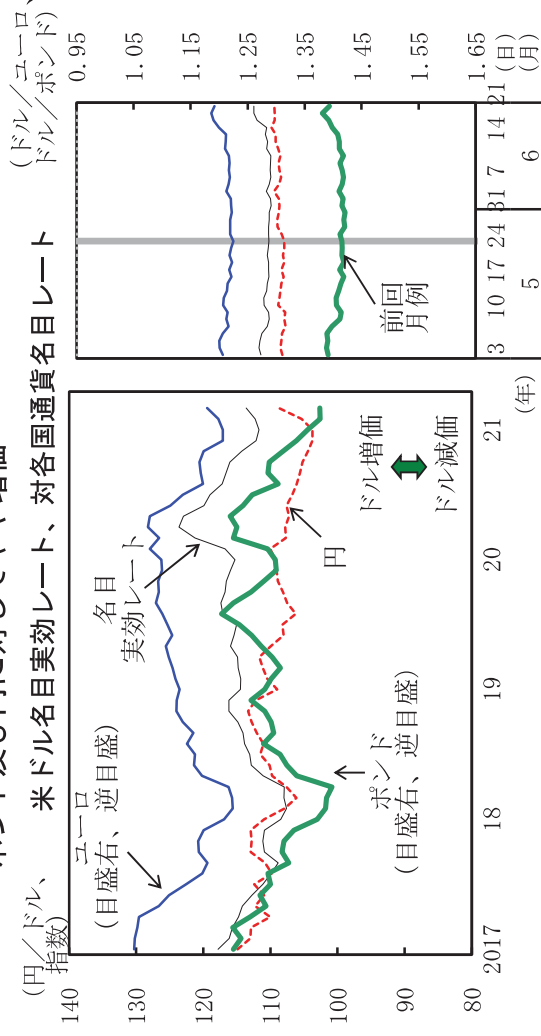 米ドル名目実効レート、対各国通貨名目レート
(円/ドル、
指数)
(ドル/ユーロ、
ドル/ポンド)
140
130
120
110
100
90
80
ユーロ
(目盛右、逆目盛)
名目
実効レート
円
ポンド
(目盛右、逆目盛)
ドル増価
ドル減価
2017 18 19 20 21
(年)
前回
月例
0.95
1.05
1.15
1.25
1.35
1.45
1.55
1.65
3 10 17 24 31 7 14 21
(日)
5 6
(月)